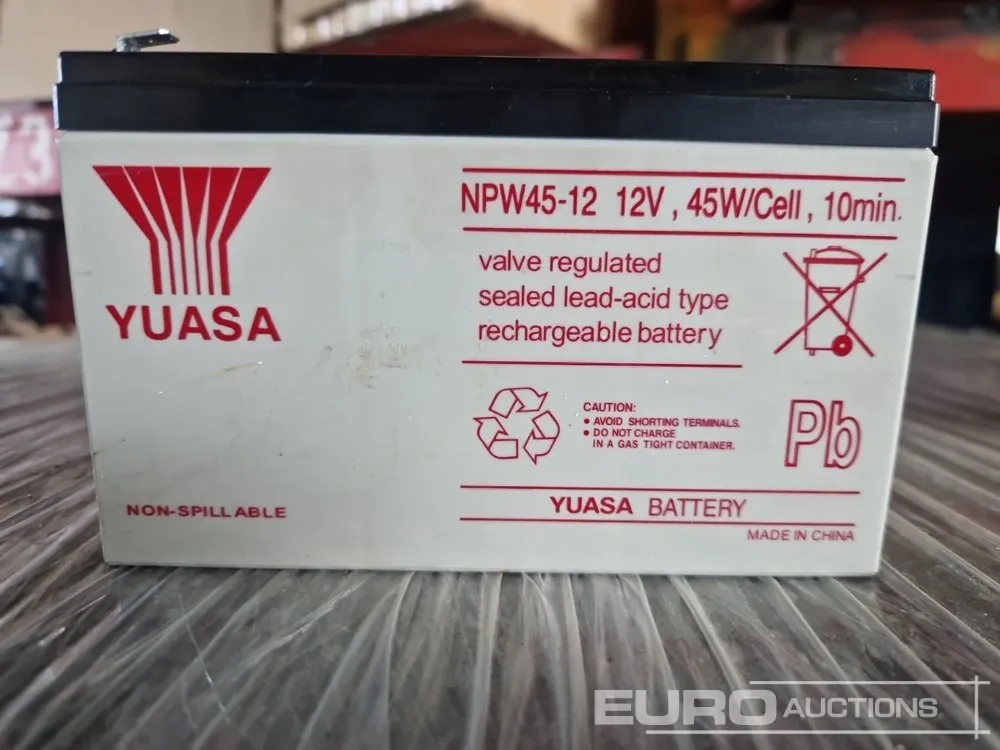 YUASA
NON-SPILLABLE
NPW45-12 12V , 45W/Cell , 10min.
valve regulated
sealed lead-acid type
rechargeable battery
CAUTION:
• AVOID SHORTING TERMINALS.
• DO NOT CHARGE
IN A GAS TIGHT CONTAINER.
Pb
YUASA BATTERY
MADE IN CHINA
EURO AUCTIONS